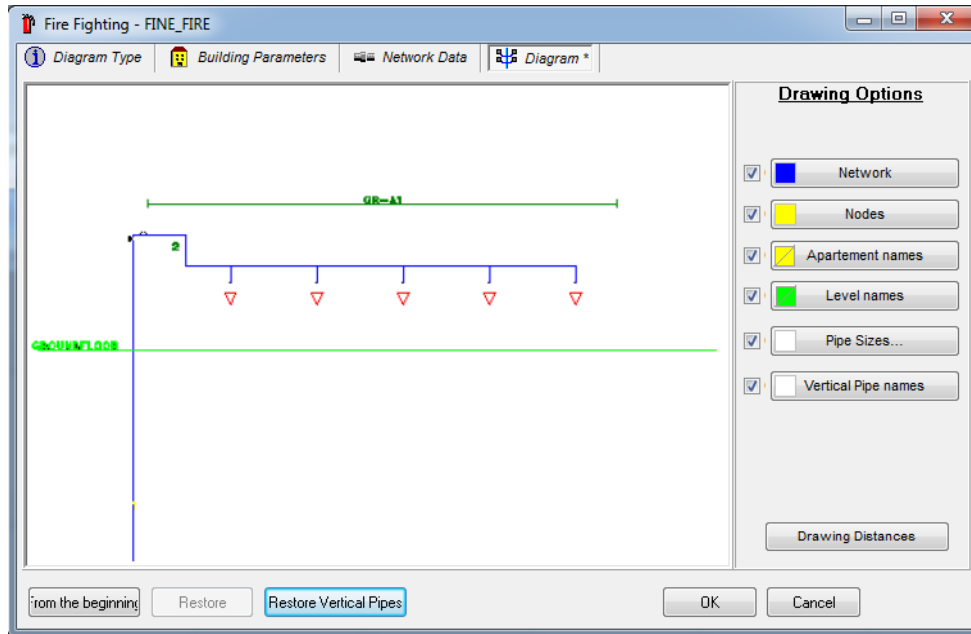 Fire Fighting - FINE_FIRE
Diagram Type
Building Parameters
Network Data
Diagram *
Drawing Options
Network
Nodes
Apartement names
Level names
Pipe Sizes...
Vertical Pipe names
GR-A1
2
Drawing Distances
From the beginning
Restore
Restore Vertical Pipes
OK
Cancel